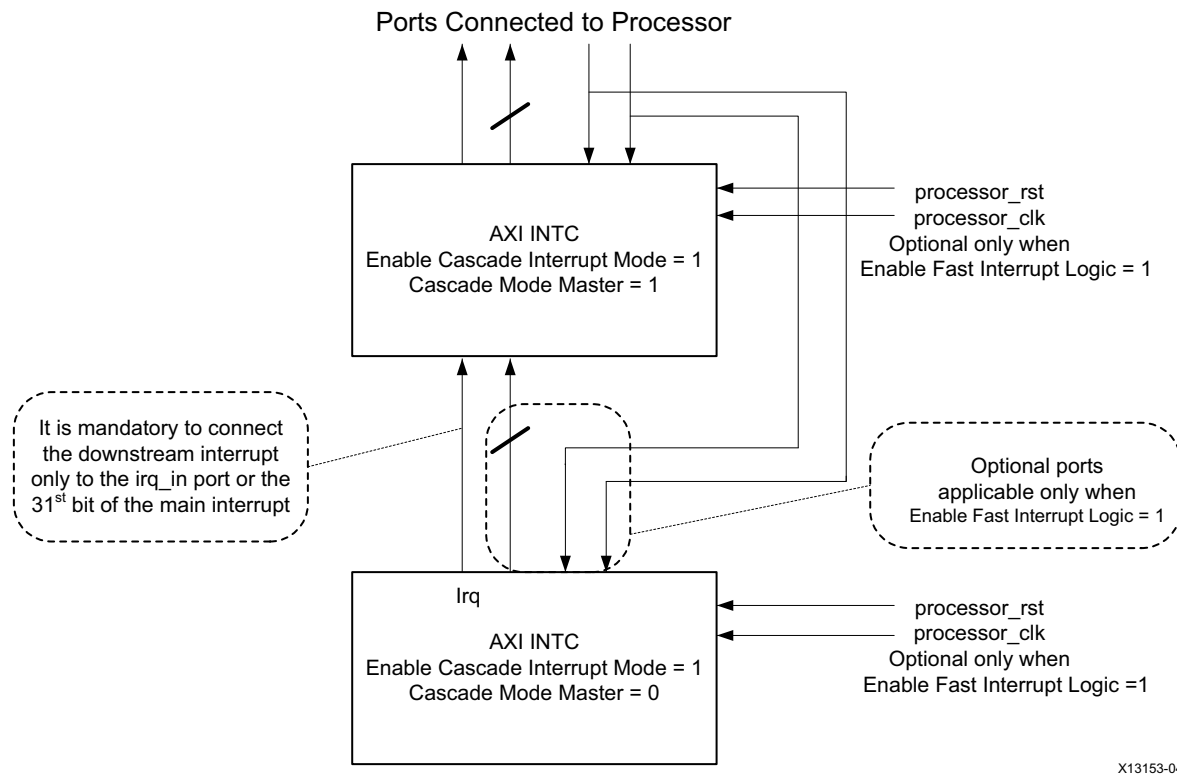 Ports Connected to Processor
processor_rst
processor_clk
Optional only when
Enable Fast Interrupt Logic = 1
AXI INTC
Enable Cascade Interrupt Mode = 1
Cascade Mode Master = 1
It is mandatory to connect
the downstream interrupt
only to the irq_in port or the
31st bit of the main interrupt
Optional ports
applicable only when
Enable Fast Interrupt Logic = 1
Irq
AXI INTC
Enable Cascade Interrupt Mode = 1
Cascade Mode Master = 0
processor_rst
processor_clk
Optional only when
Enable Fast Interrupt Logic =1